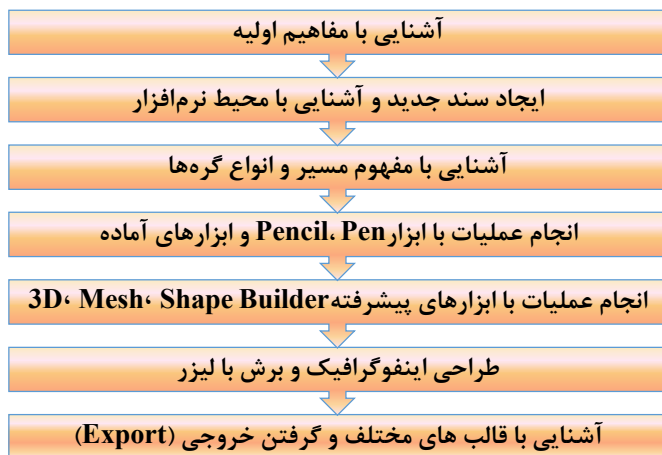 آشنایی با مفاهیم اولیه
ایجاد سند جدید و آشنایی با محیط نرم‌افزار
آشنایی با مفهوم مسیر و انواع گره‌ها
انجام عملیات با ابزار Pencil، Pen و ابزارهای آماده
انجام عملیات با ابزارهای پیشرفته 3D، Mesh، Shape Builder
طراحی اینفوگرافیک و برش با لیزر
آشنایی با قالب های مختلف و گرفتن خروجی (Export)